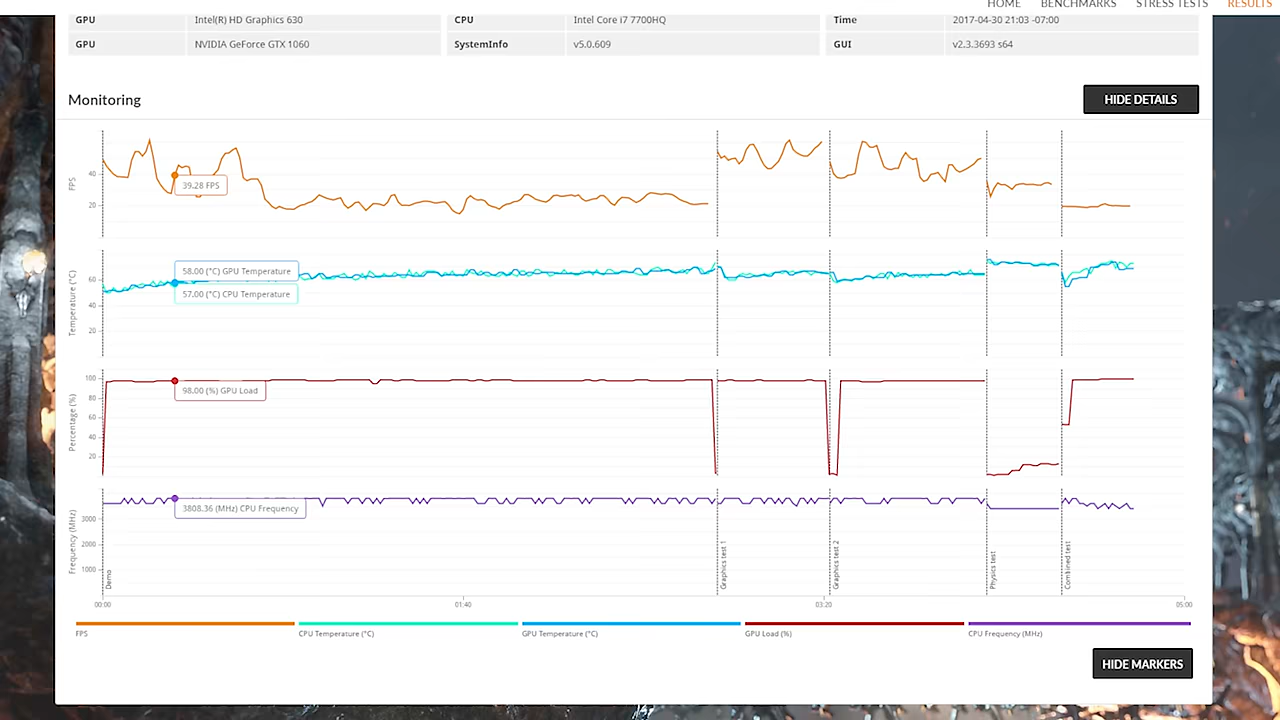 HOME BENCHMARKS STRESS TESTS RESULTS
GPU Intel(R) HD Graphics 630 CPU Intel Core i7 7700HQ Time 2017-04-30 21:03 -07:00
GPU NVIDIA GeForce GTX 1060 SystemInfo v5.0.609 GUI v2.3.3693 s64
Monitoring
HIDE DETAILS
FPS
40
20
39.28 FPS
Temperature (°C)
60
40
20
58.00 (°C) GPU Temperature
57.00 (°C) CPU Temperature
Percentage (%)
100
80
60
40
20
98.00 (%) GPU Load
Frequency (MHz)
3000
2000
1000
3808.36 (MHz) CPU Frequency
Demo
Graphics test 1
Graphics test 2
Physics test
Combined test
00:00 01:40 03:20 05:00
FPS CPU Temperature (°C) GPU Temperature (°C) GPU Load (%) CPU Frequency (MHz)
HIDE MARKERS